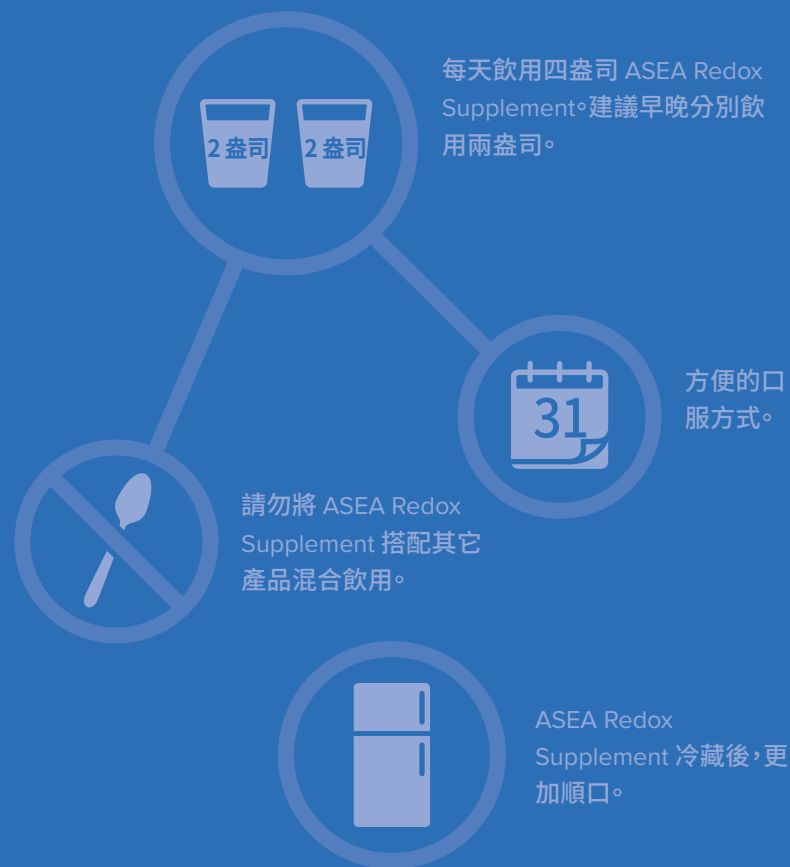 每天飲用四盎司 ASEA Redox
Supplement。建議早晚分別飲
用兩盎司。
2 盎司
2 盎司
方便的口
服方式。
31
請勿將 ASEA Redox
Supplement 搭配其它
產品混合飲用。
ASEA Redox
Supplement 冷藏後，更
加順口。